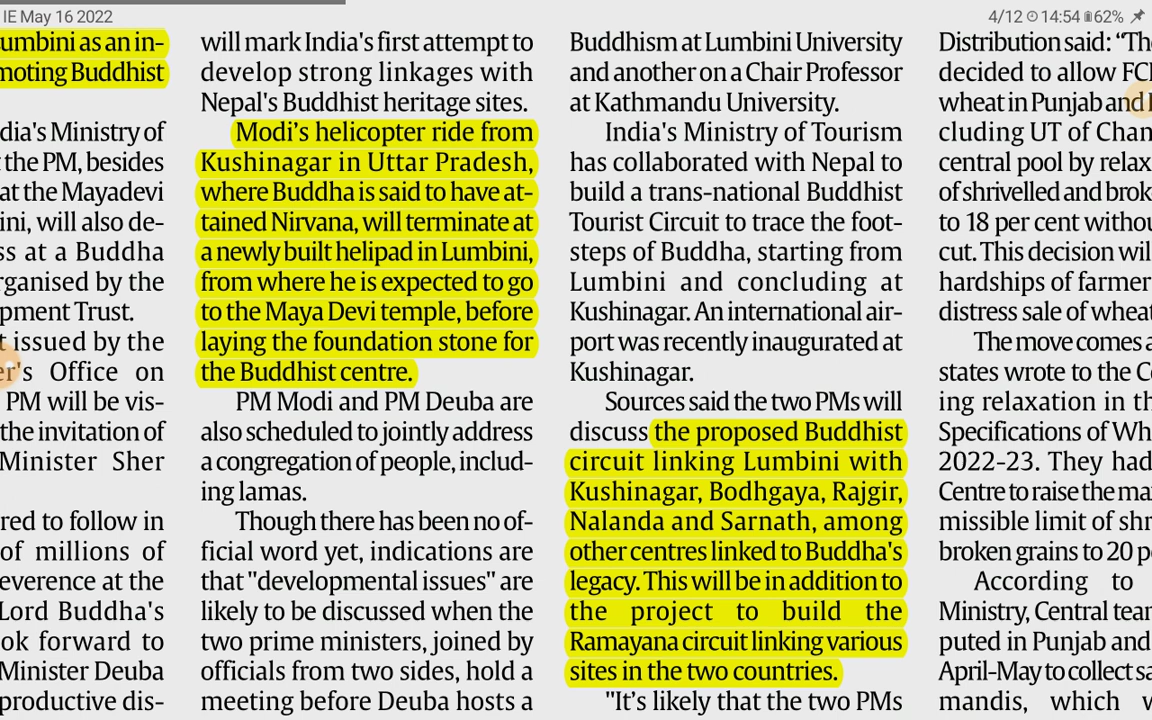 IE May 16 2022
4/12 14:54 62%
umbini as an in-
moting Buddhist
dia's Ministry of
the PM, besides
at the Mayadevi
ini, will also de-
ss at a Buddha
rganised by the
pment Trust.
t issued by the
er's Office on
PM will be vis-
the invitation of
Minister Sher
red to follow in
of millions of
everence at the
Lord Buddha's
ok forward to
Minister Deuba
productive dis-
will mark India's first attempt to
develop strong linkages with
Nepal's Buddhist heritage sites.
Modi's helicopter ride from
Kushinagar in Uttar Pradesh,
where Buddha is said to have at-
tained Nirvana, will terminate at
a newly built helipad in Lumbini,
from where he is expected to go
to the Maya Devi temple, before
laying the foundation stone for
the Buddhist centre.
PM Modi and PM Deuba are
also scheduled to jointly address
a congregation of people, includ-
ing lamas.
Though there has been no of-
ficial word yet, indications are
that "developmental issues" are
likely to be discussed when the
two prime ministers, joined by
officials from two sides, hold a
meeting before Deuba hosts a
Buddhism at Lumbini University
and another on a Chair Professor
at Kathmandu University.
India's Ministry of Tourism
has collaborated with Nepal to
build a trans-national Buddhist
Tourist Circuit to trace the foot-
steps of Buddha, starting from
Lumbini and concluding at
Kushinagar. An international air-
port was recently inaugurated at
Kushinagar.
Sources said the two PMs will
discuss the proposed Buddhist
circuit linking Lumbini with
Kushinagar, Bodhgaya, Rajgir,
Nalanda and Sarnath, among
other centres linked to Buddha's
legacy. This will be in addition to
the project to build the
Ramayana circuit linking various
sites in the two countries.
"It's likely that the two PMs
Distribution said: “The
decided to allow FCI
wheat in Punjab and
cluding UT of Chan
central pool by relax
of shrivelled and brok
to 18 per cent withou
cut. This decision will
hardships of farmer
distress sale of wheat
The move comes a
states wrote to the Ce
ing relaxation in th
Specifications of Wh
2022-23. They had
Centre to raise the ma
missible limit of shr
broken grains to 20 p
According to
Ministry, Central team
puted in Punjab and
April-May to collect sa
mandis, which w